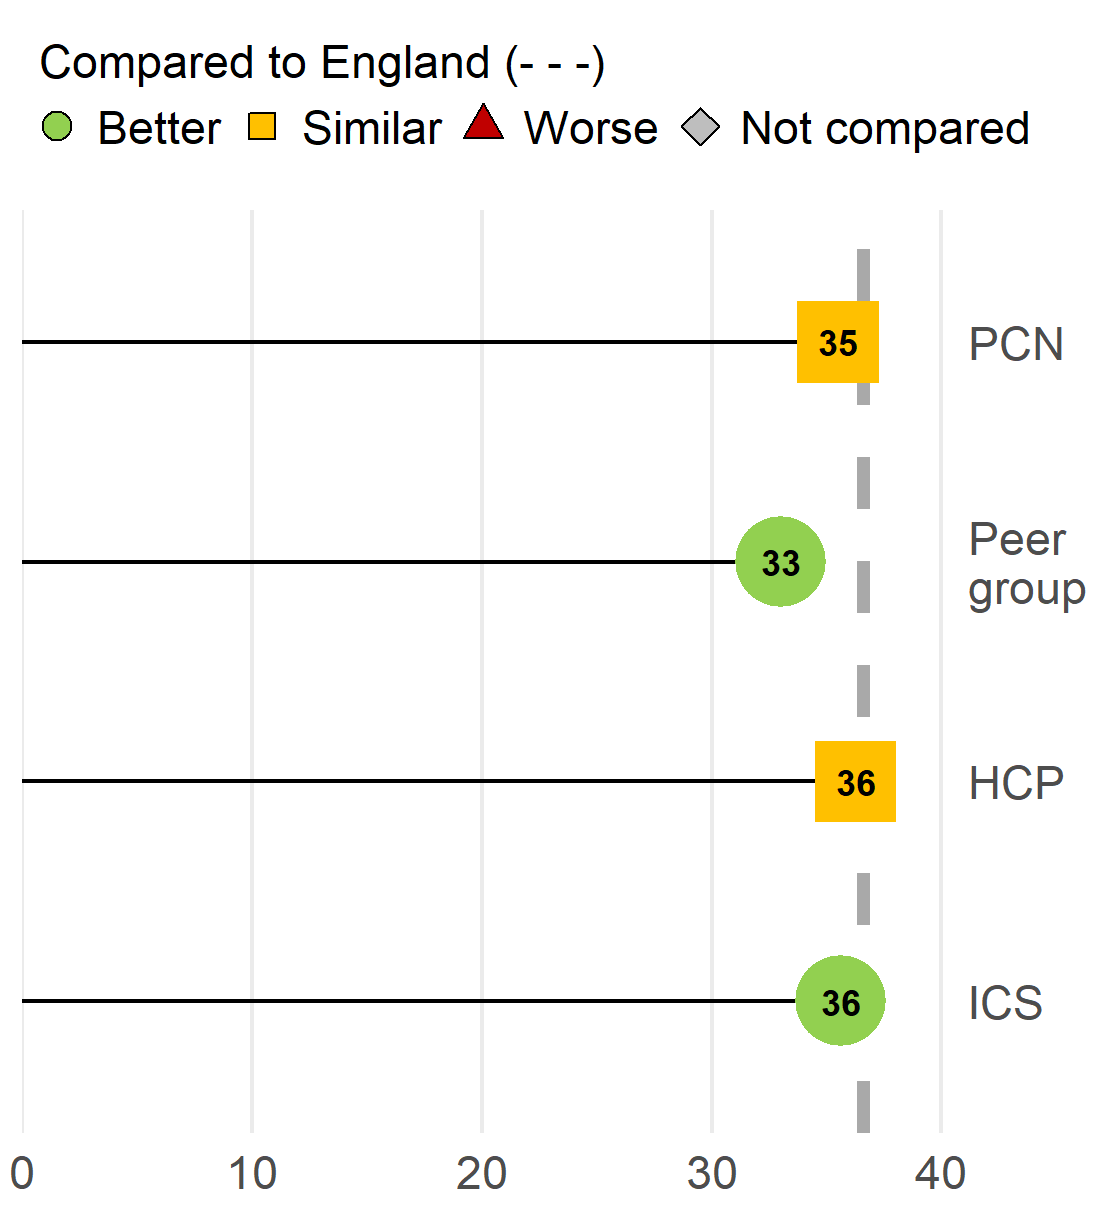 Compared to England (- - -)
Better Similar Worse Not compared
35 PCN
Peer
33
group
36 HCP
36 ICS
0 10 20 30 40